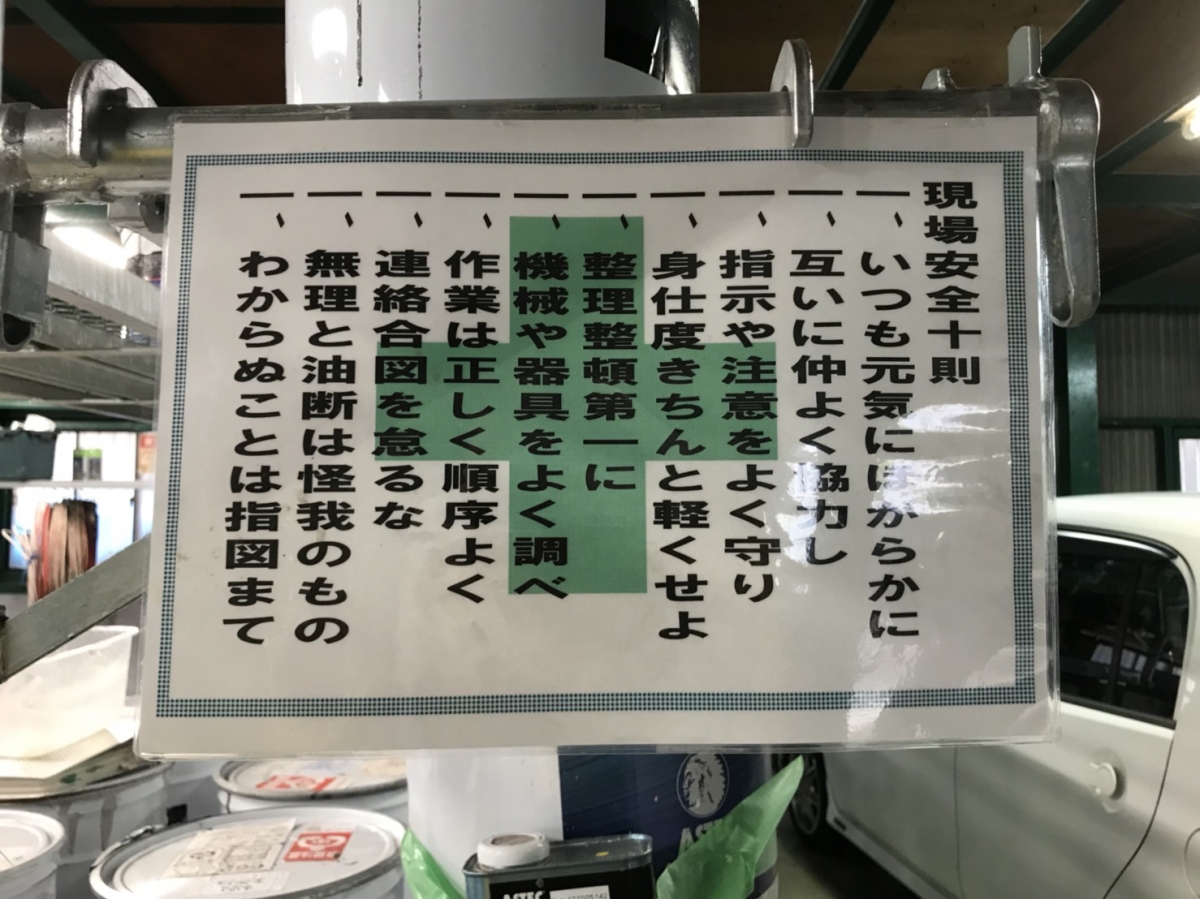 現場安全十則
一、いつも元気にほがらかに
一、互いに仲よく協力し
一、指示や注意をよく守り
一、身仕度きちんと軽くせよ
一、整理整頓第一に
一、機械や器具をよく調べ
一、作業は正しく順序よく
一、連絡合図を怠るな
一、無理と油断は怪我のもの
一、わからぬことは指図まて
ASTEC